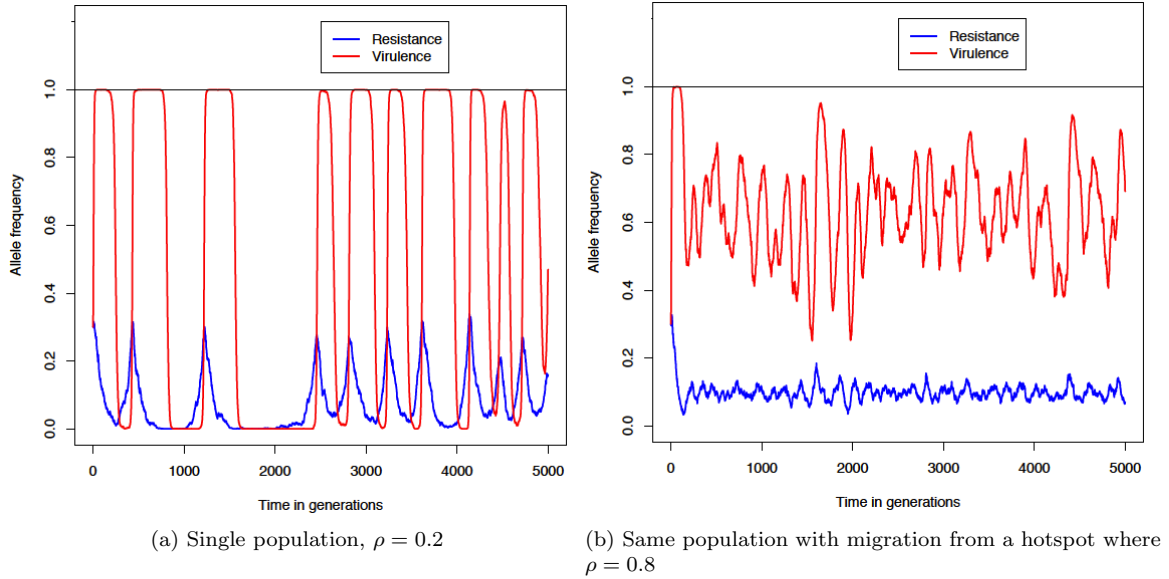 Resistance
Virulence
Allele frequency
1.0
0.8
0.6
0.4
0.2
0.0
0
1000
2000
3000
4000
5000
Time in generations
(a) Single population, ρ = 0.2
Resistance
Virulence
Allele frequency
1.0
0.8
0.6
0.4
0.2
0.0
0
1000
2000
3000
4000
5000
Time in generations
(b) Same population with migration from a hotspot where
ρ = 0.8